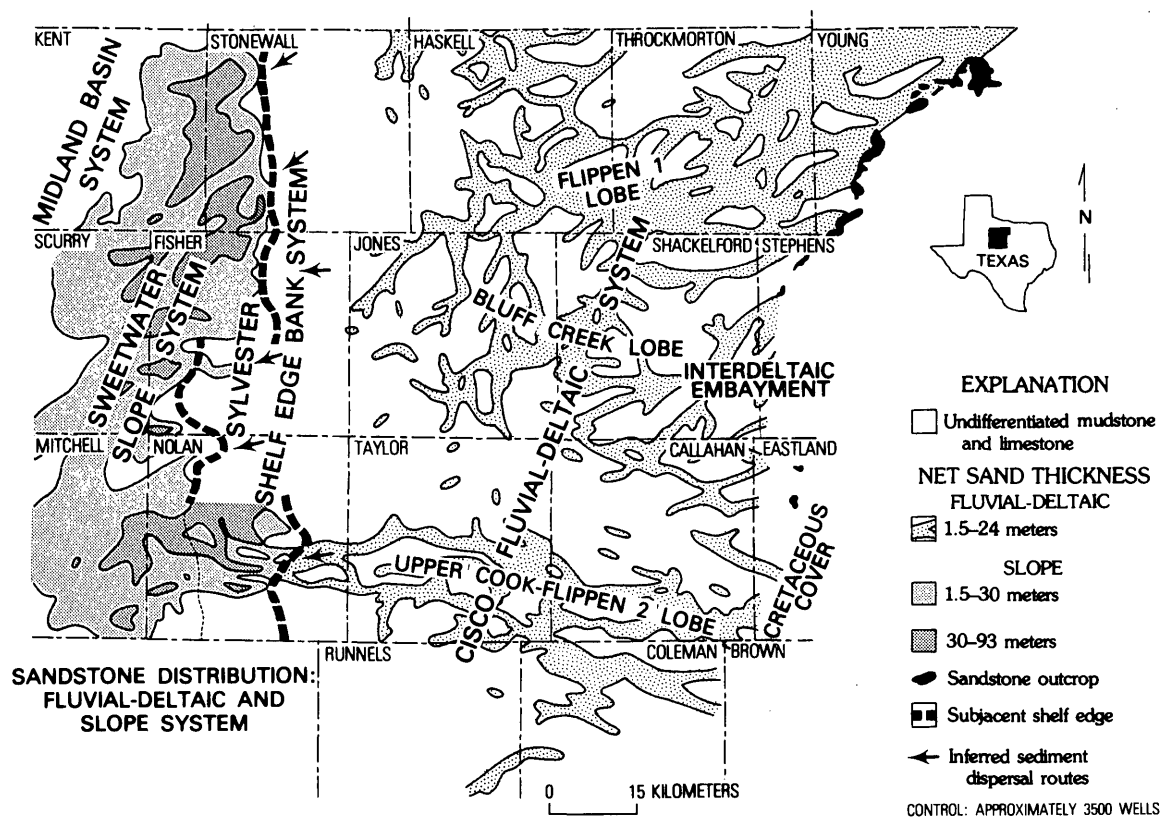 KENT
STONEWALL
HASKELL
THROCKMORTON
YOUNG
MIDLAND BASIN
SYSTEM
FLIPPEN 1
LOBE
SCURRY
FISHER
JONES
SHACKELFORD
STEPHENS
SWEETWATER
SLOPE SYSTEM
SYLVESTER
SHELF EDGE BANK SYSTEM
BLUFF CREEK LOBE
INTERDELTAIC
EMBAYMENT
CISCO FLUVIAL-DELTAIC SYSTEM
MITCHELL
NOLAN
TAYLOR
CALLAHAN
EASTLAND
UPPER COOK-FLIPPEN 2 LOBE
CRETACEOUS
COVER
RUNNELS
COLEMAN
BROWN
SANDSTONE DISTRIBUTION:
FLUVIAL-DELTAIC AND
SLOPE SYSTEM
0 15 KILOMETERS
N
TEXAS
EXPLANATION
Undifferentiated mudstone
and limestone
NET SAND THICKNESS
FLUVIAL-DELTAIC
1.5–24 meters
SLOPE
1.5–30 meters
30–93 meters
Sandstone outcrop
Subjacent shelf edge
Inferred sediment
dispersal routes
CONTROL: APPROXIMATELY 3500 WELLS